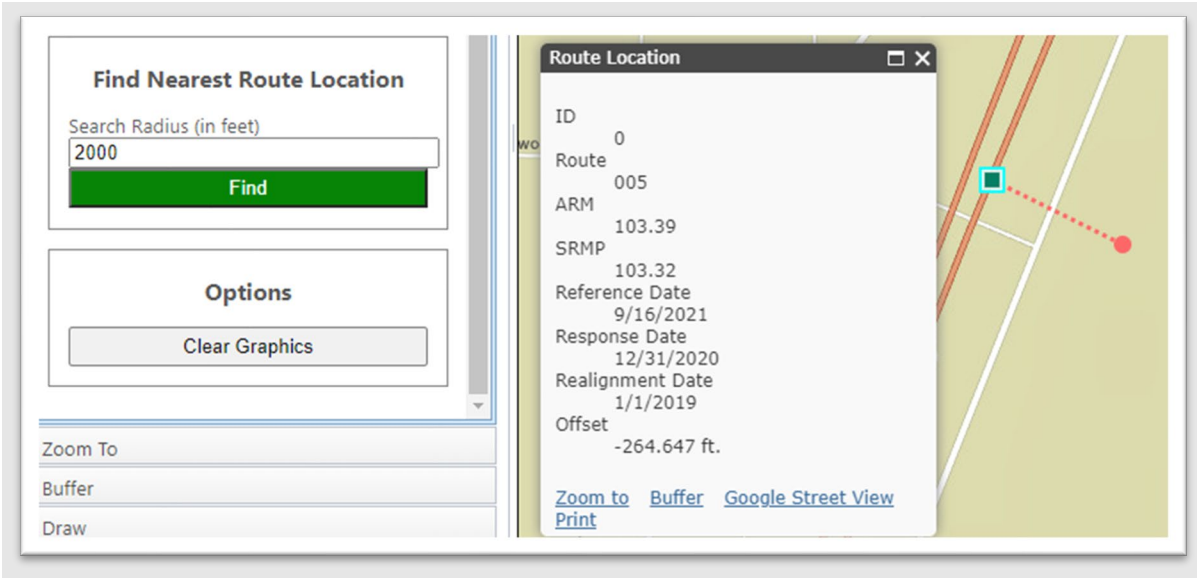 Find Nearest Route Location
Search Radius (in feet)
2000
Find
Options
Clear Graphics
Zoom To
Buffer
Draw
wo
Route Location
ID
0
Route
005
ARM
103.39
SRMP
103.32
Reference Date
9/16/2021
Response Date
12/31/2020
Realignment Date
1/1/2019
Offset
-264.647 ft.
Zoom to Buffer Google Street View
Print